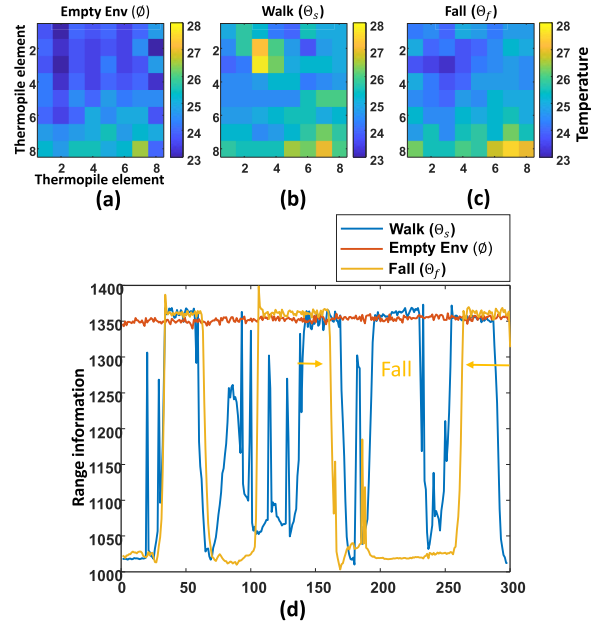 Empty Env (∅)
Walk (Θs)
Fall (Θf)
Thermopile element
2
4
6
8
2 4 6 8
Thermopile element
28
27
26
25
24
23
2
4
6
8
2 4 6 8
28
27
26
25
24
23
2
4
6
8
2 4 6 8
28
27
26
25
24
23
Temperature
(a)
(b)
(c)
Walk (Θs)
Empty Env (∅)
Fall (Θf)
Range information
1400
1350
1300
1250
1200
1150
1100
1050
1000
Fall
0 50 100 150 200 250 300
(d)